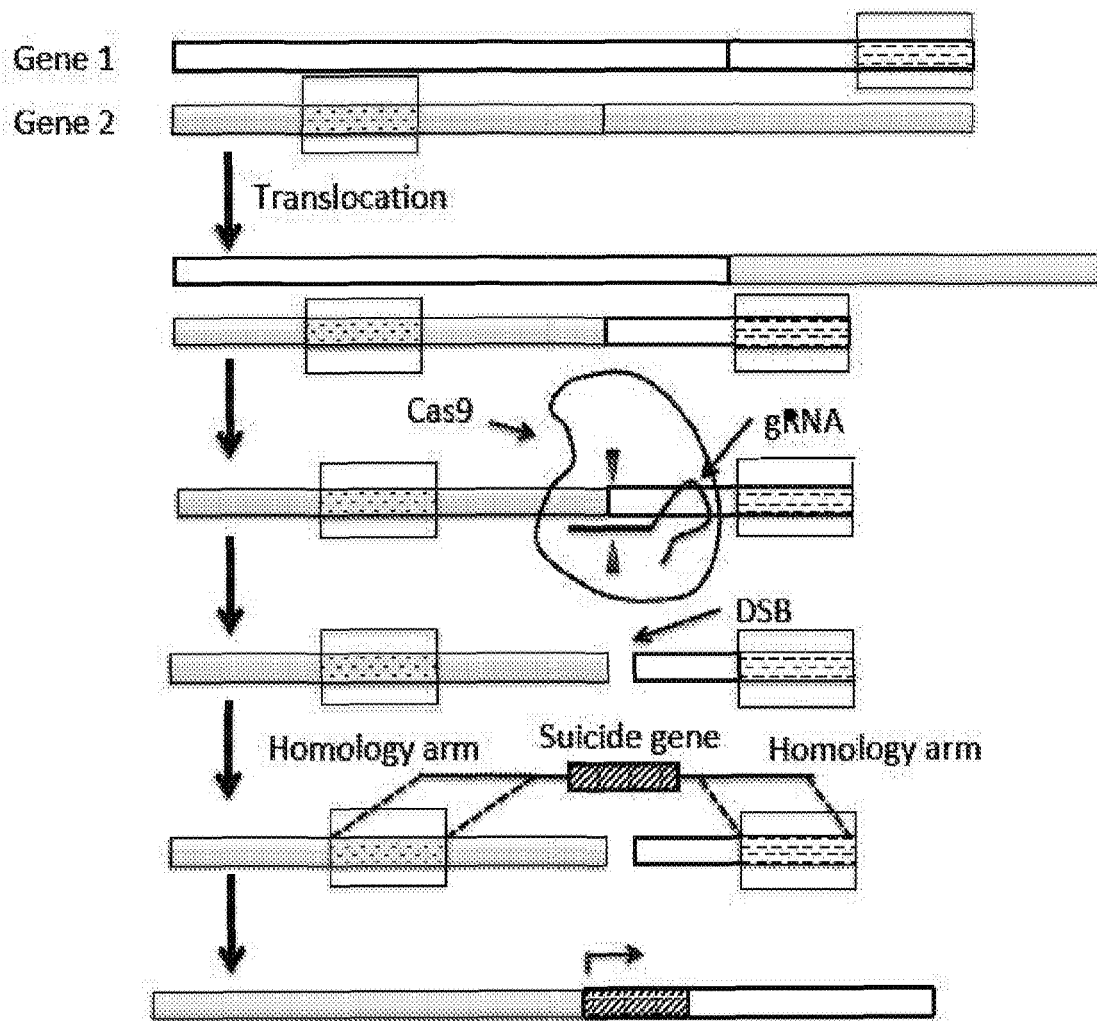 Gene 1
Gene 2
Translocation
Cas9
gRNA
DSB
Homology arm
Suicide gene
Homology arm